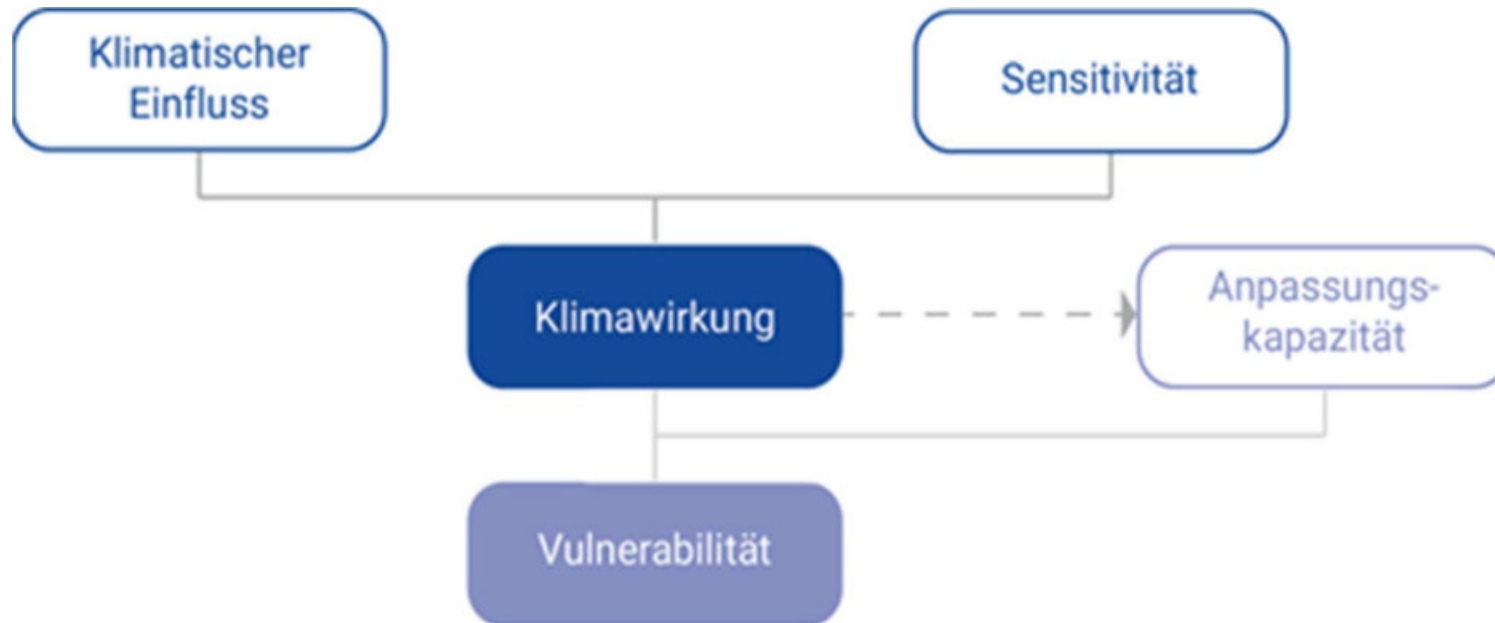 Klimatischer
Einfluss
Sensitivität
Klimawirkung
Anpassungs-
kapazität
Vulnerabilität